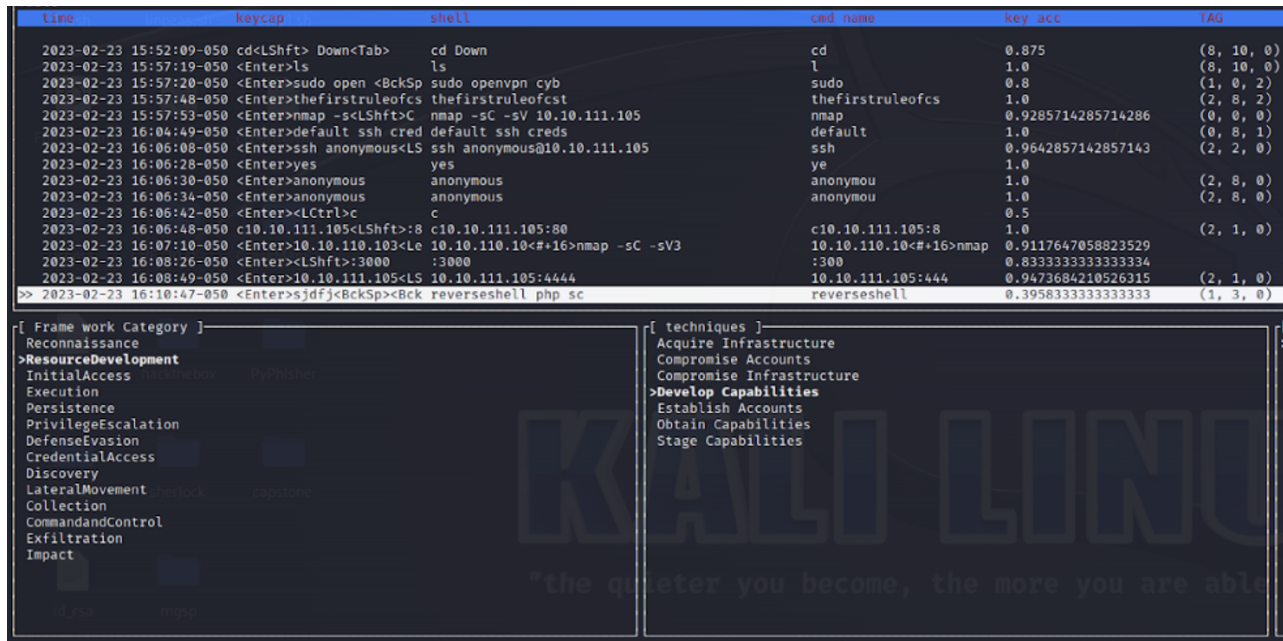 time keycap shell cmd name key acc TAG
2023-02-23 15:52:09-050 cd<LShft> Down<Tab> cd Down cd 0.875 (8, 10, 0)
2023-02-23 15:57:19-050 <Enter>ls ls l 1.0 (8, 10, 0)
2023-02-23 15:57:20-050 <Enter>sudo open <BckSp sudo openvpn cyb sudo 0.8 (1, 0, 2)
2023-02-23 15:57:48-050 <Enter>thefirstruleofcs thefirstruleofcst thefirstruleofcs 1.0 (2, 8, 2)
2023-02-23 15:57:53-050 <Enter>nmap -s<LShft>C nmap -sC -sV 10.10.111.105 nmap 0.9285714285714286 (0, 0, 0)
2023-02-23 16:04:49-050 <Enter>default ssh cred default ssh creds default 1.0 (0, 8, 1)
2023-02-23 16:06:08-050 <Enter>ssh anonymous<LS ssh anonymous@10.10.111.105 ssh 0.9642857142857143 (2, 2, 0)
2023-02-23 16:06:28-050 <Enter>yes yes ye 1.0
2023-02-23 16:06:30-050 <Enter>anonymous anonymous anonymou 1.0 (2, 8, 0)
2023-02-23 16:06:34-050 <Enter>anonymous anonymous anonymou 1.0 (2, 8, 0)
2023-02-23 16:06:42-050 <Enter><LCtrl>c c 0.5
2023-02-23 16:06:48-050 c10.10.111.105<LShft>:8 c10.10.111.105:80 c10.10.111.105:8 1.0 (2, 1, 0)
2023-02-23 16:07:10-050 <Enter>10.10.110.103<Le 10.10.110.10<#+16>nmap -sC -sV3 10.10.110.10<#+16>nmap 0.9117647058823529
2023-02-23 16:08:26-050 <Enter><LShft>:3000 :3000 :300 0.8333333333333334
2023-02-23 16:08:49-050 <Enter>10.10.111.105<LS 10.10.111.105:4444 10.10.111.105:444 0.9473684210526315 (2, 1, 0)
>> 2023-02-23 16:10:47-050 <Enter>sjdfj<BckSp><Bck reverseshell php sc reverseshell 0.3958333333333333 (1, 3, 0)
[ Frame work Category ] [ techniques ]
Reconnaissance Acquire Infrastructure
>ResourceDevelopment Compromise Accounts
InitialAccess hackthebox PyPhisher Compromise Infrastructure
Execution >Develop Capabilities
Persistence Establish Accounts
PrivilegeEscalation Obtain Capabilities
DefenseEvasion Stage Capabilities
CredentialAccess
Discovery
LateralMovement sherlock capstone
Collection
CommandandControl
Exfiltration
Impact
KALI LINU
"the quieter you become, the more you are able
id_rsa mgcp